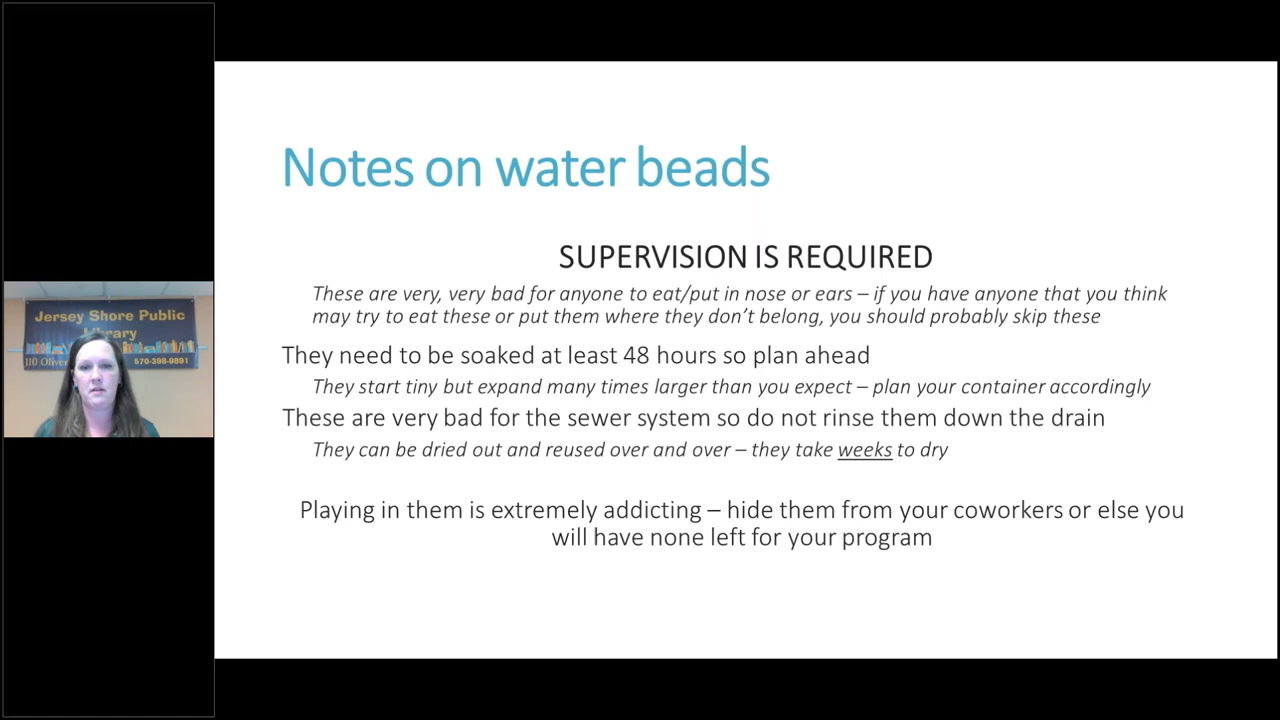 Notes on water beads
SUPERVISION IS REQUIRED
These are very, very bad for anyone to eat/put in nose or ears – if you have anyone that you think
may try to eat these or put them where they don’t belong, you should probably skip these
They need to be soaked at least 48 hours so plan ahead
They start tiny but expand many times larger than you expect – plan your container accordingly
These are very bad for the sewer system so do not rinse them down the drain
They can be dried out and reused over and over – they take weeks to dry
Playing in them is extremely addicting – hide them from your coworkers or else you
will have none left for your program
Jersey Shore Public
Library
110 Oliver
570-398-9891